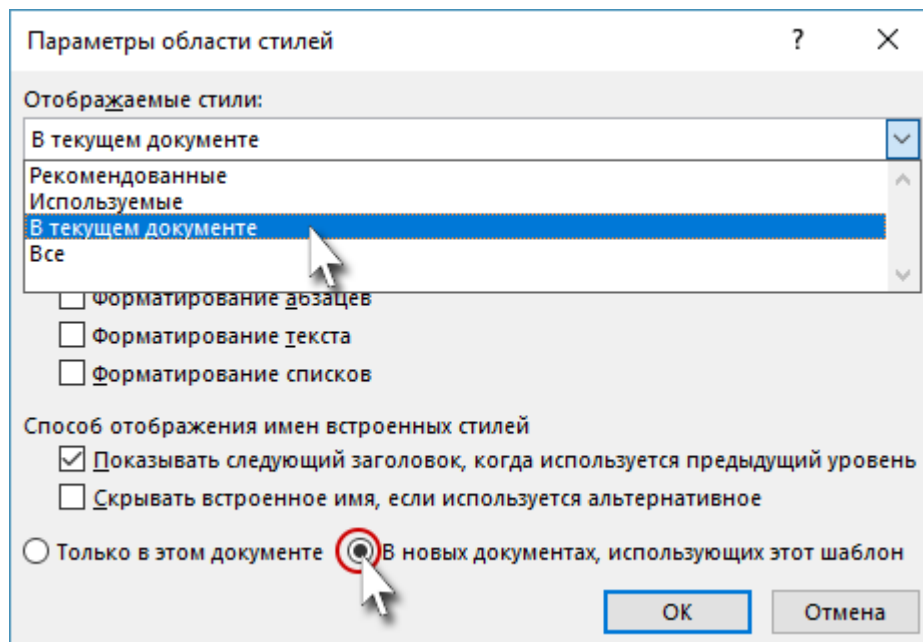 Параметры области стилей
Отображаемые стили:
В текущем документе
Рекомендованные
Используемые
В текущем документе
Все
Форматирование абзацев
Форматирование текста
Форматирование списков
Способ отображения имен встроенных стилей
Показывать следующий заголовок, когда используется предыдущий уровень
Скрывать встроенное имя, если используется альтернативное
Только в этом документе В новых документах, использующих этот шаблон
ОК Отмена